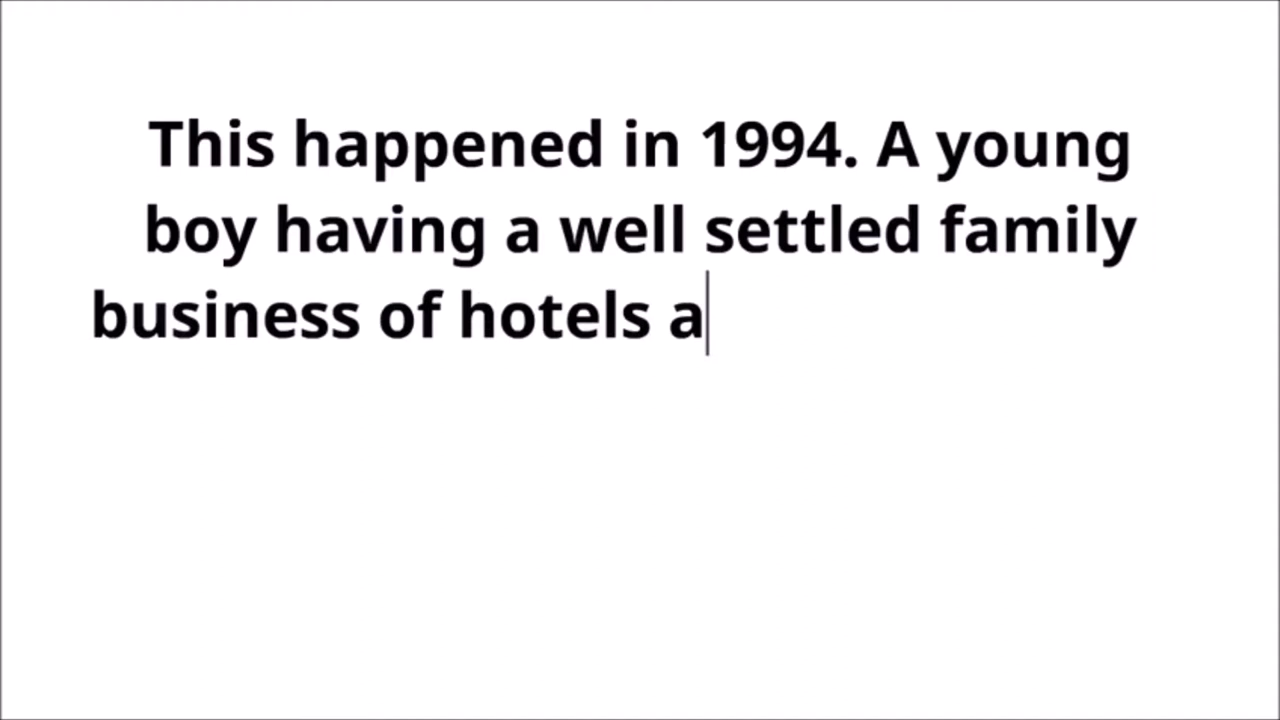 This happened in 1994. A young
boy having a well settled family
business of hotels a